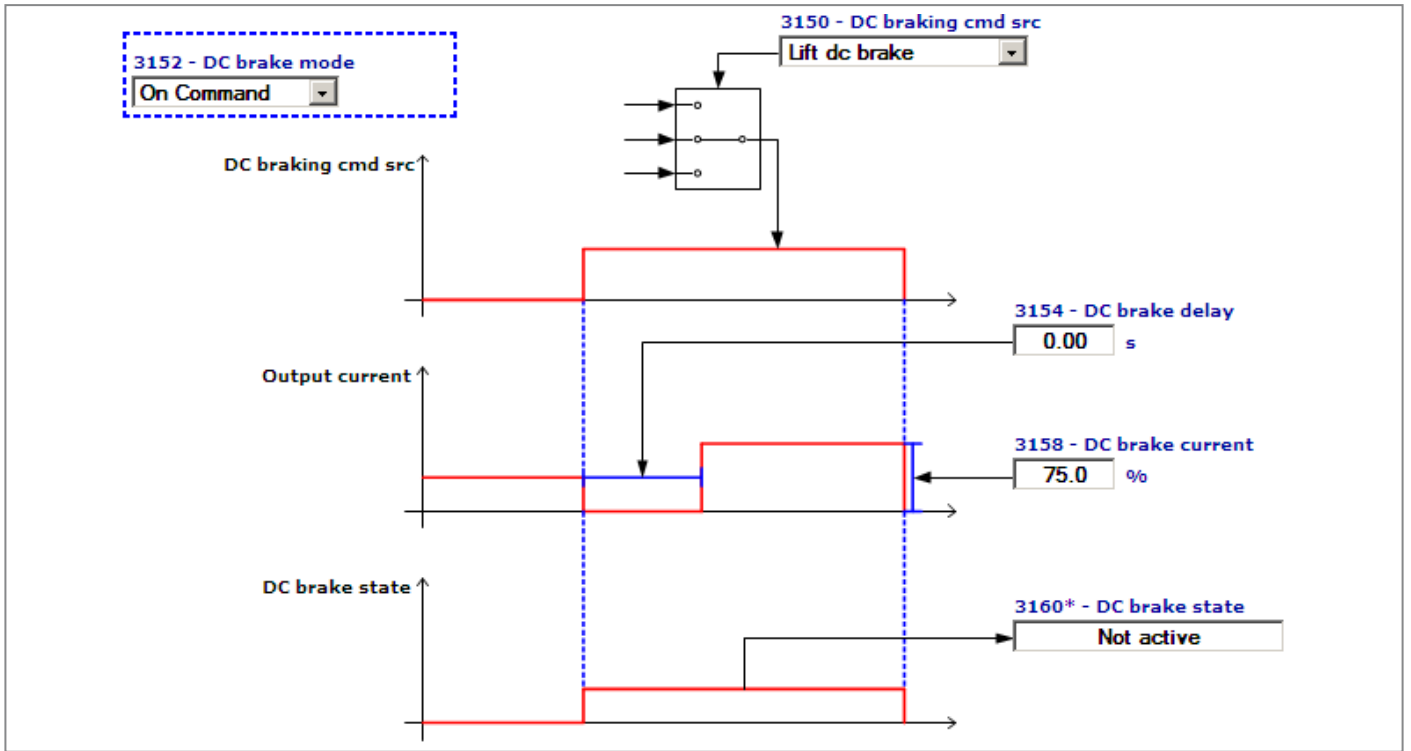 3150 - DC braking cmd src
Lift dc brake
3152 - DC brake mode
On Command
DC braking cmd src
3154 - DC brake delay
0.00 s
Output current
3158 - DC brake current
75.0 %
DC brake state
3160* - DC brake state
Not active